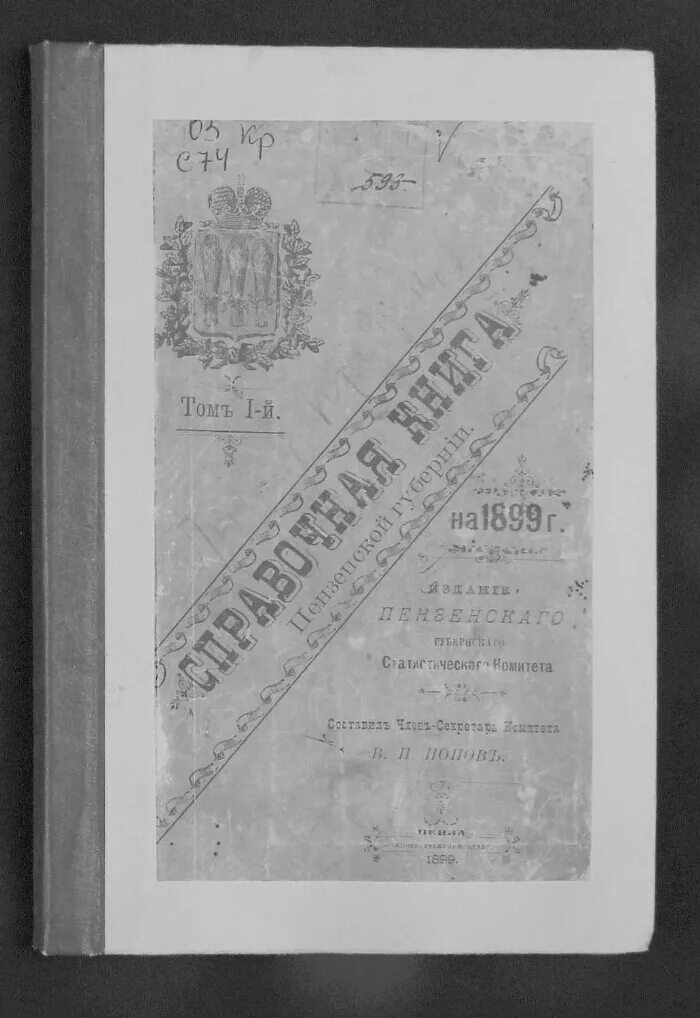 03 Кр
С74
593
Томъ I-й.
СПРАВОЧНАЯ КНИГА
Пензенской губерніи.
на 1899 г.
ИЗДАНІЕ
ПЕНЗЕНСКАГО
ГУБЕРНСКАГО
Статистическаго Комитета
Составилъ Членъ-Секретарь Комитета
В. П. ПОПОВЪ.
ПЕНЗА.
1899.